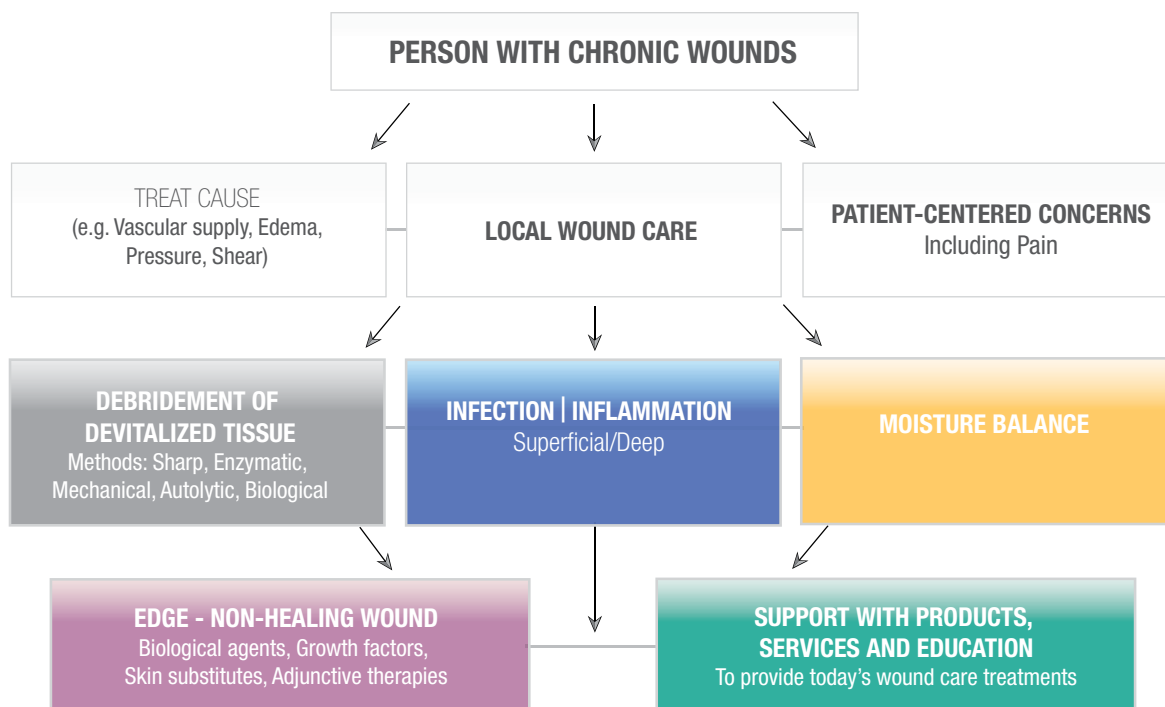 PERSON WITH CHRONIC WOUNDS
TREAT CAUSE
(e.g. Vascular supply, Edema,
Pressure, Shear)
LOCAL WOUND CARE
PATIENT-CENTERED CONCERNS
Including Pain
DEBRIDEMENT OF
DEVITALIZED TISSUE
Methods: Sharp, Enzymatic,
Mechanical, Autolytic, Biological
INFECTION | INFLAMMATION
Superficial/Deep
MOISTURE BALANCE
EDGE - NON-HEALING WOUND
Biological agents, Growth factors,
Skin substitutes, Adjunctive therapies
SUPPORT WITH PRODUCTS,
SERVICES AND EDUCATION
To provide today's wound care treatments